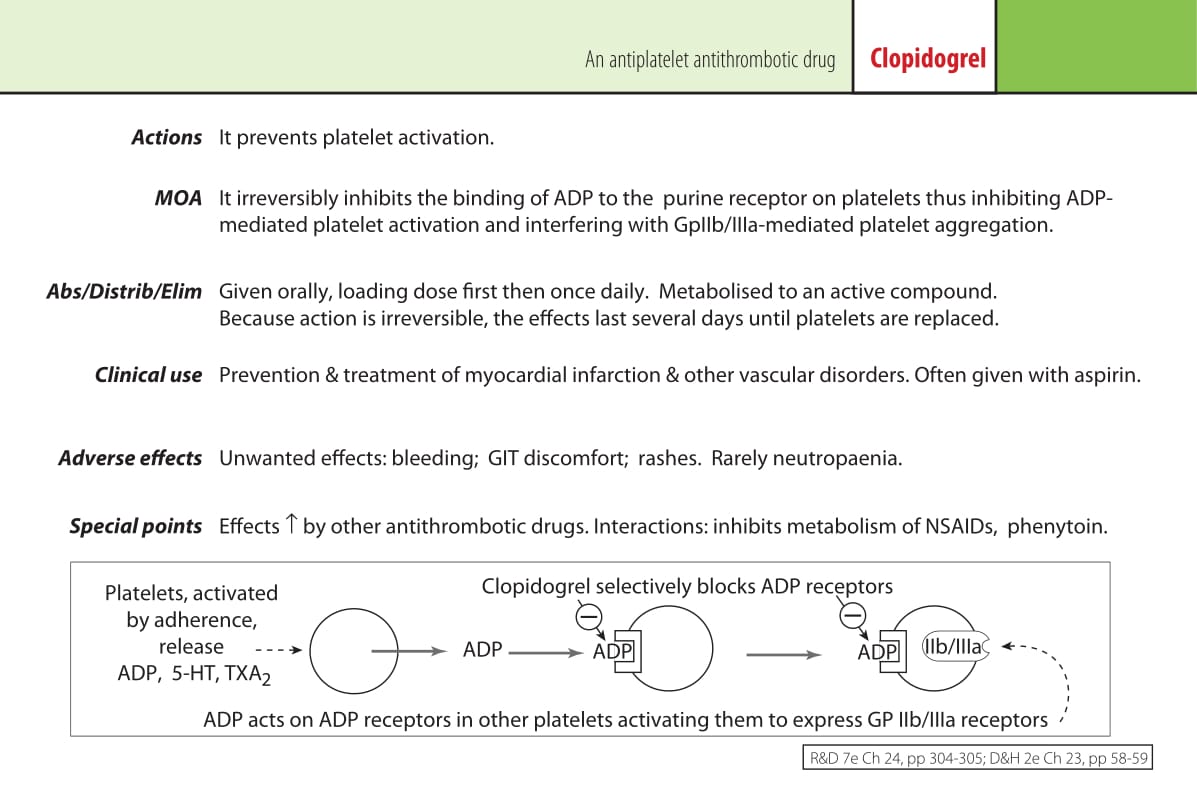 An antiplatelet antithrombotic drug
Clopidogrel
Actions It prevents platelet activation.
MOA It irreversibly inhibits the binding of ADP to the purine receptor on platelets thus inhibiting ADP-
mediated platelet activation and interfering with GpIIb/IIIa-mediated platelet aggregation.
Abs/Distrib/Elim Given orally, loading dose first then once daily. Metabolised to an active compound.
Because action is irreversible, the effects last several days until platelets are replaced.
Clinical use Prevention & treatment of myocardial infarction & other vascular disorders. Often given with aspirin.
Adverse effects Unwanted effects: bleeding; GIT discomfort; rashes. Rarely neutropaenia.
Special points Effects ↑ by other antithrombotic drugs. Interactions: inhibits metabolism of NSAIDs, phenytoin.
Platelets, activated
by adherence,
release
ADP, 5-HT, TXA2
Clopidogrel selectively blocks ADP receptors
ADP
ADP
ADP
IIb/IIIa
ADP acts on ADP receptors in other platelets activating them to express GP IIb/IIIa receptors
R&D 7e Ch 24, pp 304-305; D&H 2e Ch 23, pp 58-59